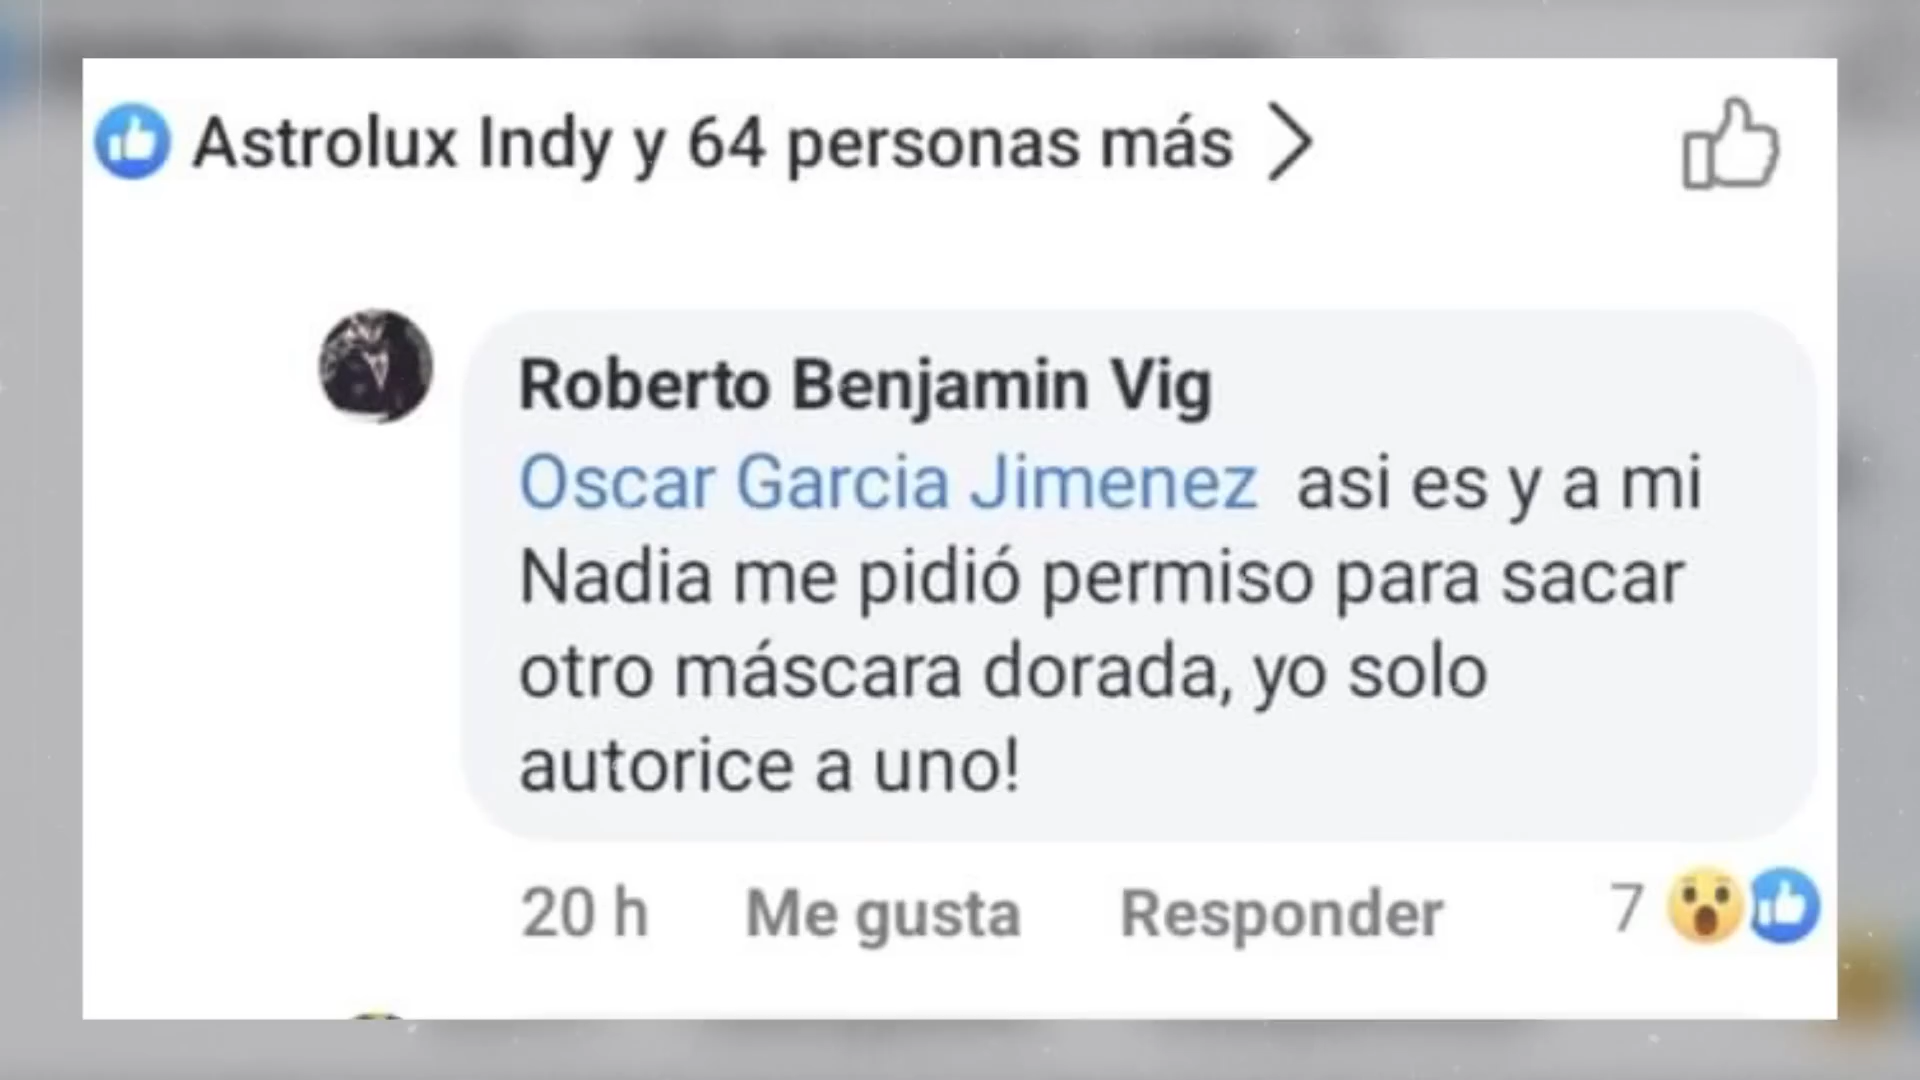 Astrolux Indy y 64 personas más
Roberto Benjamin Vig
Oscar Garcia Jimenez asi es y a mi
Nadia me pidió permiso para sacar
otro máscara dorada, yo solo
autorice a uno!
20 h Me gusta Responder 7